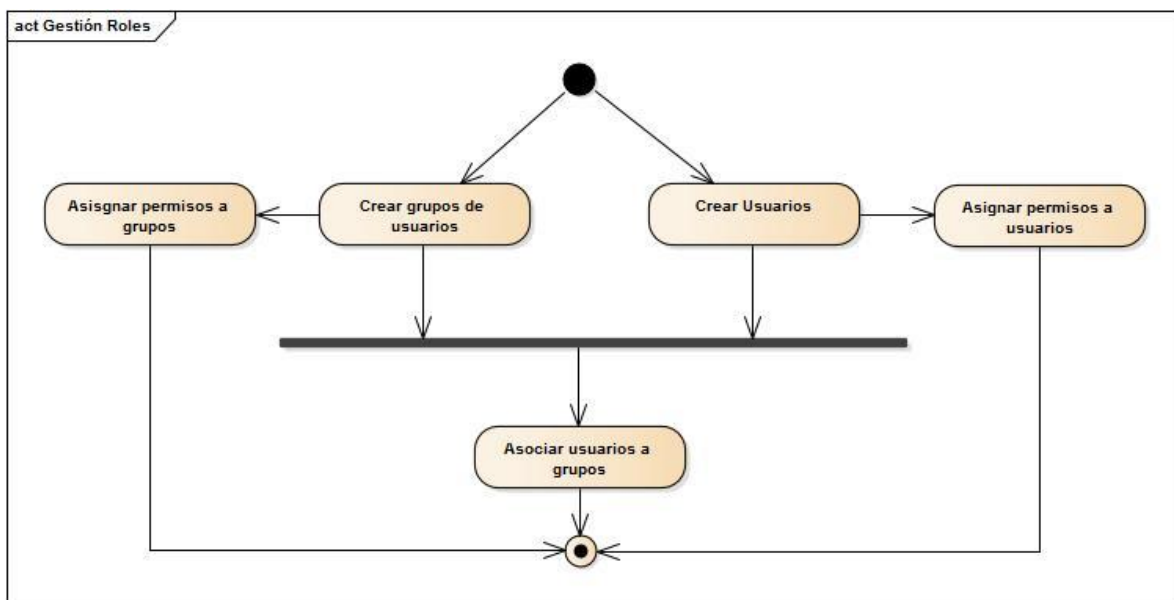 act Gestión Roles
Asisgnar permisos a
grupos
Crear grupos de
usuarios
Crear Usuarios
Asignar permisos a
usuarios
Asociar usuarios a
grupos